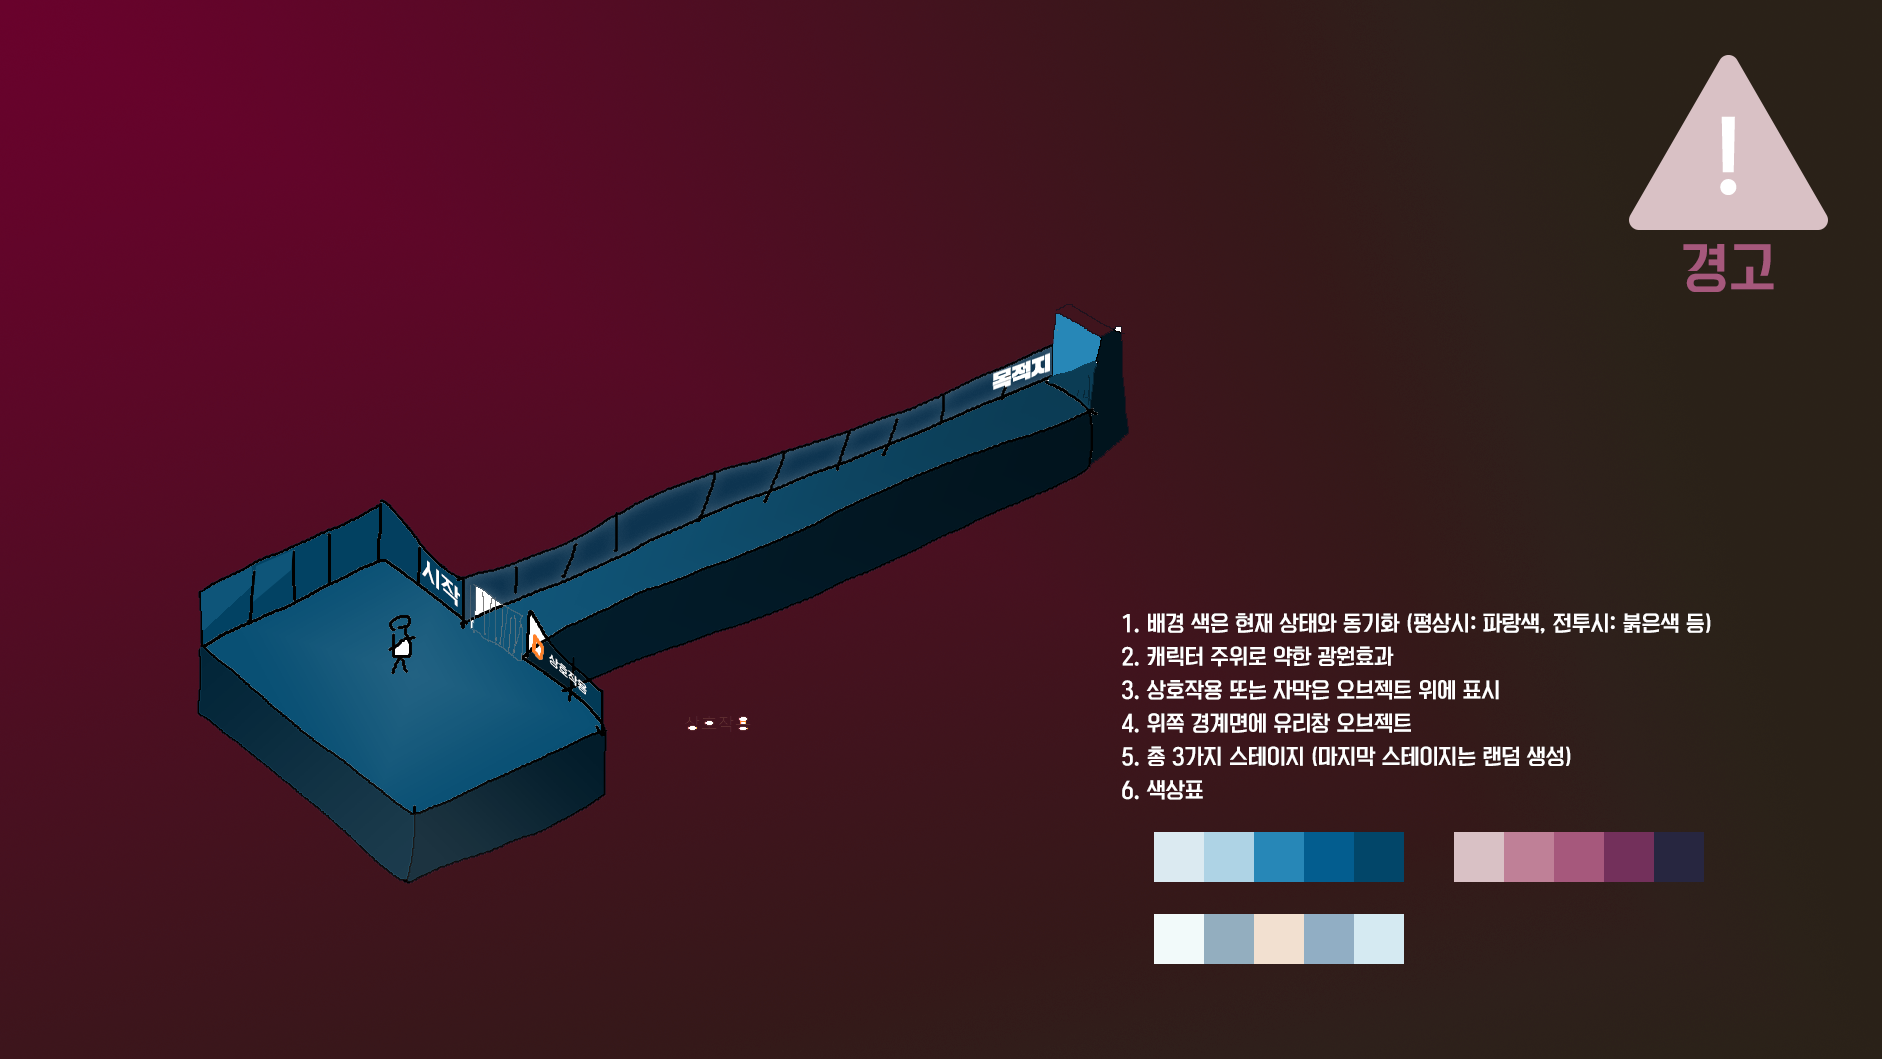 !
경고
목적지
시작
상호작용
1. 배경 색은 현재 상태와 동기화 (평상시: 파랑색, 전투시: 붉은색 등)
2. 캐릭터 주위로 약한 광원효과
3. 상호작용 또는 자막은 오브젝트 위에 표시
4. 위쪽 경계면에 유리창 오브젝트
5. 총 3가지 스테이지 (마지막 스테이지는 랜덤 생성)
6. 색상표